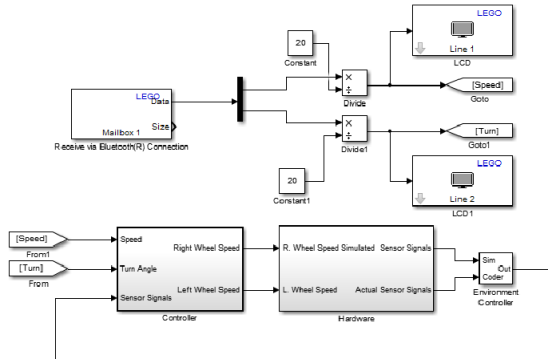 LEGO
Line 1
LCD
20
Constant
×
÷
Divide
[Speed]
Goto
LEGO
Data
Size
Mailbox 1
Receive via Bluetooth(R) Connection
×
÷
Divide1
[Turn]
Goto1
20
Constant1
LEGO
Line 2
LCD1
[Speed]
From1
[Turn]
From
Speed
Turn Angle
Sensor Signals
Right Wheel Speed
Left Wheel Speed
Controller
R. Wheel Speed Simulated Sensor Signals
L. Wheel Speed
Actual Sensor Signals
Hardware
Sim
Out
Coder
Environment
Controller